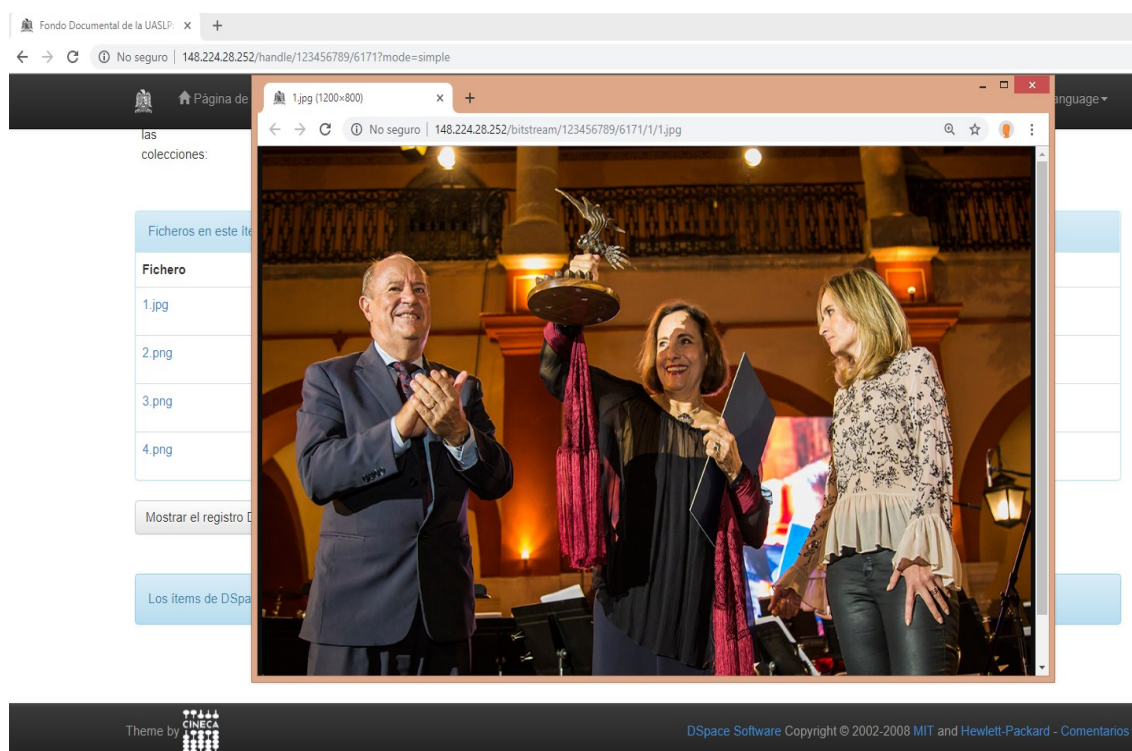 Fondo Documental de la UASLP:
No seguro | 148.224.28.252/handle/123456789/6171?mode=simple
Página de
anguage
1.jpg (1200×800)
No seguro | 148.224.28.252/bitstream/123456789/6171/1/1.jpg
las
colecciones:
Ficheros en este íte
Fichero
1.jpg
2.png
3.png
4.png
Mostrar el registro D
Los ítems de DSpa
Theme by CINECA
DSpace Software Copyright © 2002-2008 MIT and Hewlett-Packard - Comentarios